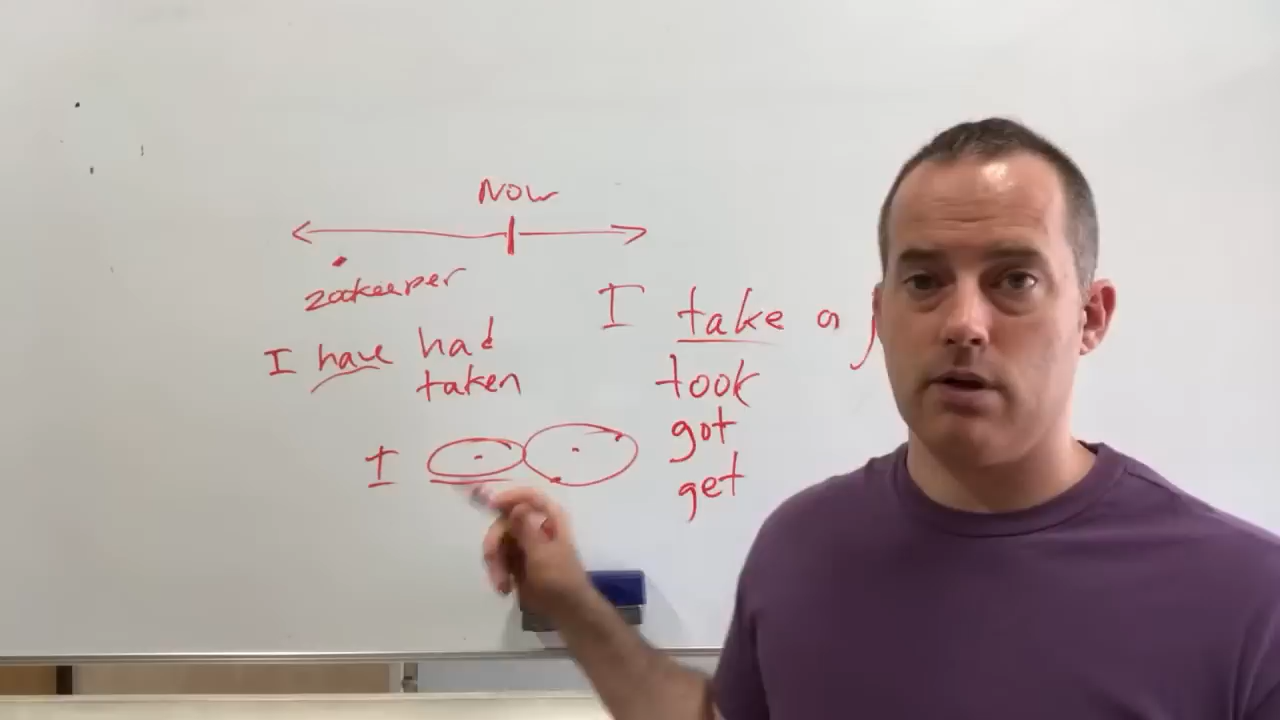 Now
zookeeper
I have had
taken
I
I take a
took
got
get